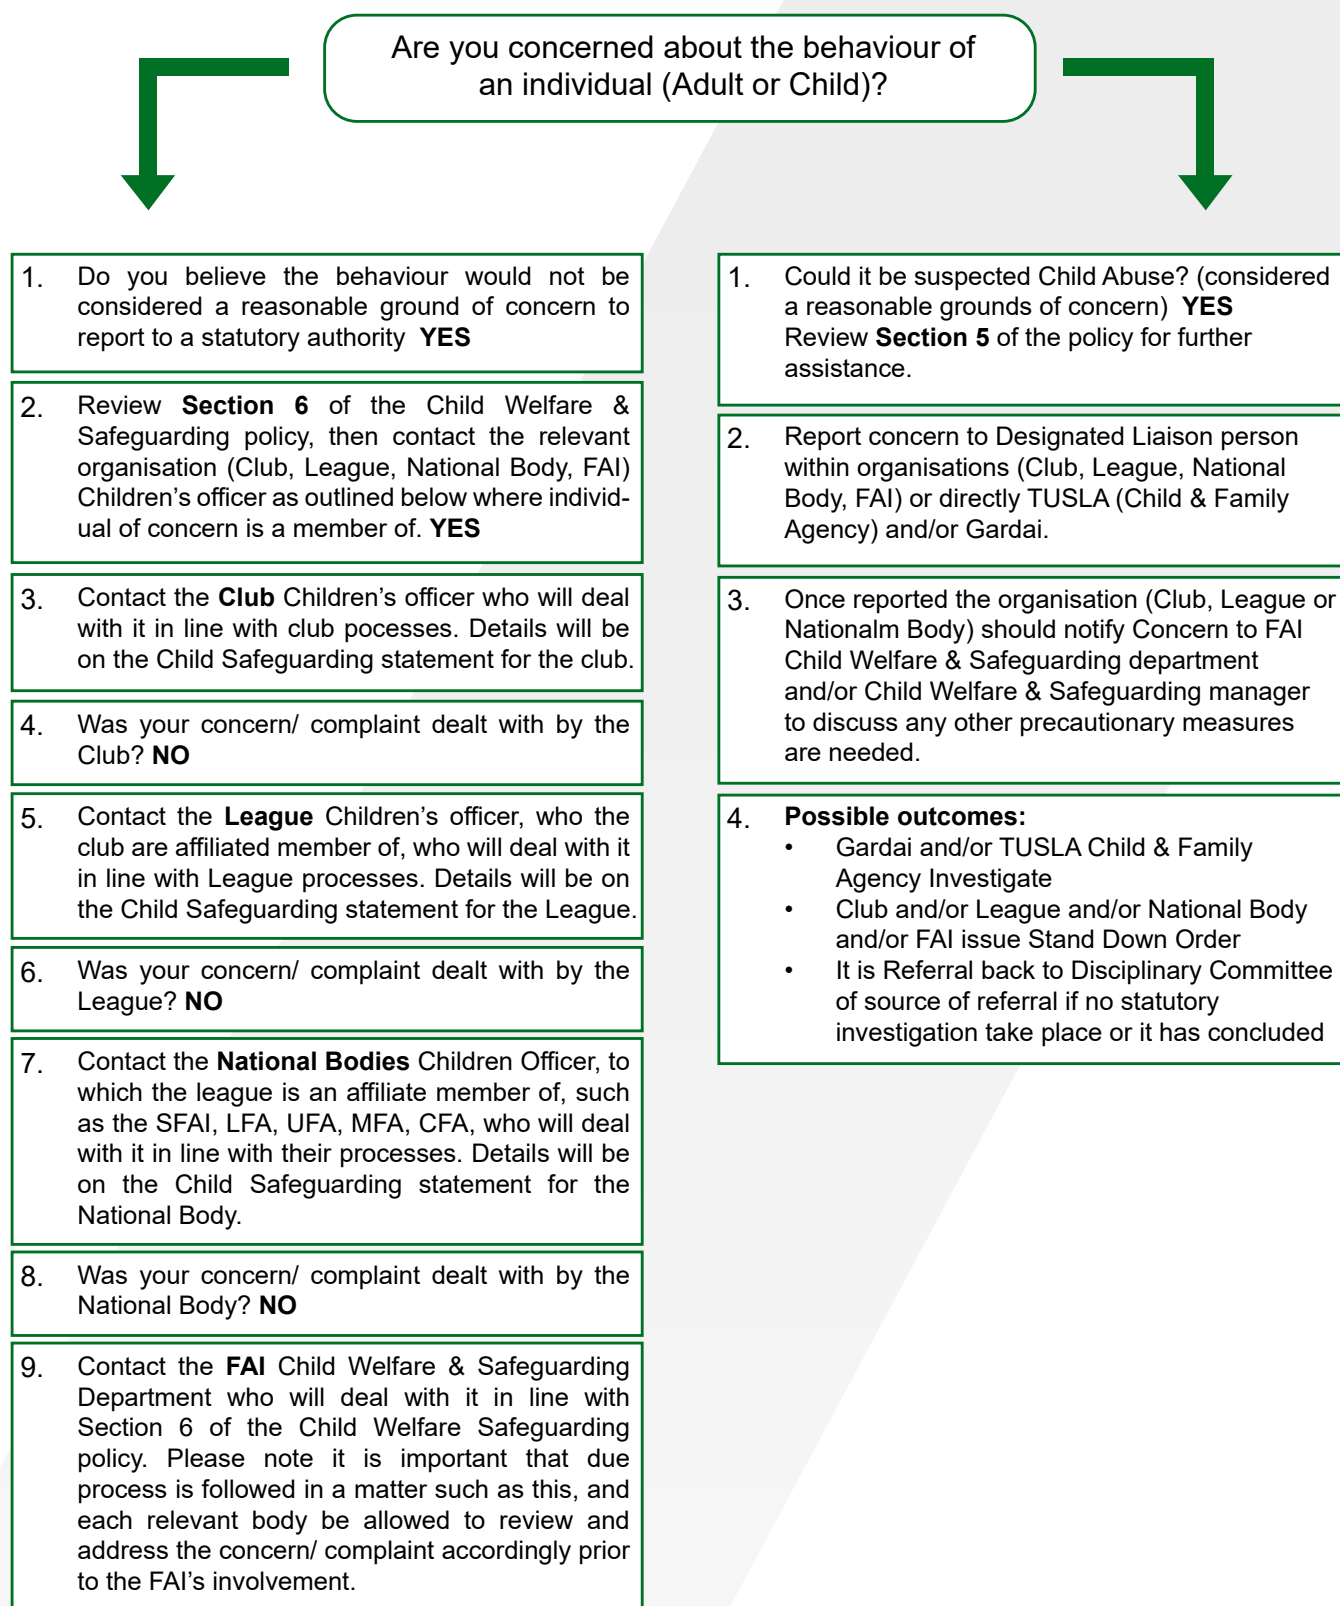 Are you concerned about the behaviour of
an individual (Adult or Child)?
1. Do you believe the behaviour would not be
considered a reasonable ground of concern to
report to a statutory authority YES
2. Review Section 6 of the Child Welfare &
Safeguarding policy, then contact the relevant
organisation (Club, League, National Body, FAI)
Children's officer as outlined below where individ-
ual of concern is a member of. YES
3. Contact the Club Children's officer who will deal
with it in line with club pocesses. Details will be
on the Child Safeguarding statement for the club.
4. Was your concern/ complaint dealt with by the
Club? NO
5. Contact the League Children's officer, who the
club are affiliated member of, who will deal with it
in line with League processes. Details will be on
the Child Safeguarding statement for the League.
6. Was your concern/ complaint dealt with by the
League? NO
7. Contact the National Bodies Children Officer, to
which the league is an affiliate member of, such
as the SFAI, LFA, UFA, MFA, CFA, who will deal
with it in line with their processes. Details will be
on the Child Safeguarding statement for the
National Body.
8. Was your concern/ complaint dealt with by the
National Body? NO
9. Contact the FAI Child Welfare & Safeguarding
Department who will deal with it in line with
Section 6 of the Child Welfare Safeguarding
policy. Please note it is important that due
process is followed in a matter such as this, and
each relevant body be allowed to review and
address the concern/ complaint accordingly prior
to the FAI's involvement.
1. Could it be suspected Child Abuse? (considered
a reasonable grounds of concern) YES
Review Section 5 of the policy for further
assistance.
2. Report concern to Designated Liaison person
within organisations (Club, League, National
Body, FAI) or directly TUSLA (Child & Family
Agency) and/or Gardai.
3. Once reported the organisation (Club, League or
Nationalm Body) should notify Concern to FAI
Child Welfare & Safeguarding department
and/or Child Welfare & Safeguarding manager
to discuss any other precautionary measures
are needed.
4. Possible outcomes:
• Gardai and/or TUSLA Child & Family
Agency Investigate
• Club and/or League and/or National Body
and/or FAI issue Stand Down Order
• It is Referral back to Disciplinary Committee
of source of referral if no statutory
investigation take place or it has concluded